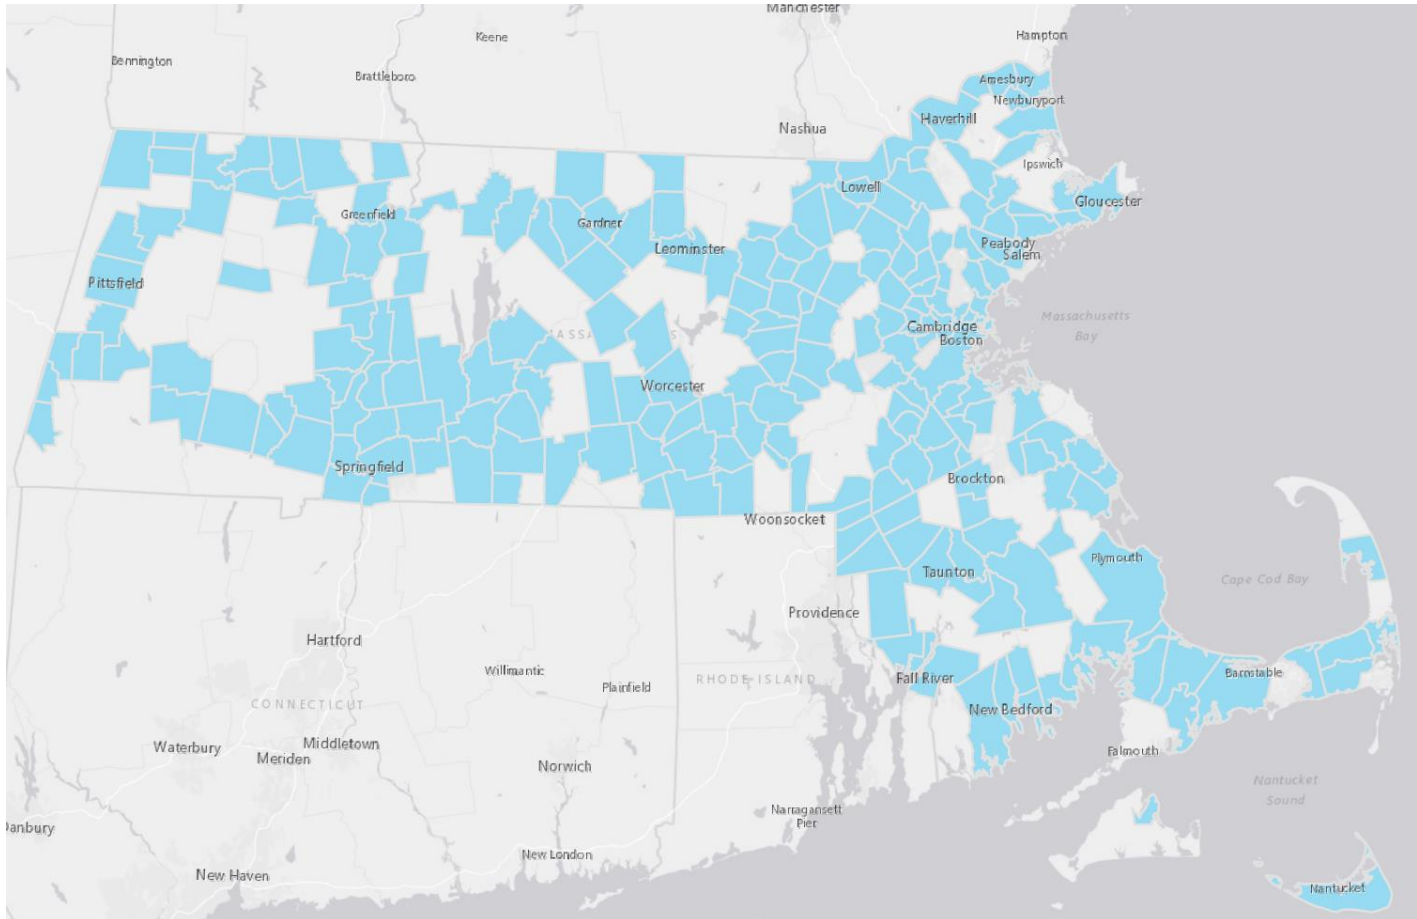 Manchester
Hampton
Keene
Bennington
Brattleboro
Amesbury
Newburyport
Haverhill
Nashua
Ipswich
Lowell
Gloucester
Greenfield
Gardner
Leominster
Peabody
Salem
Pittsfield
Massachusetts
Bay
Cambridge
Boston
Worcester
Springfield
Brockton
Woonsocket
Plymouth
Taunton
Cape Cod Bay
Providence
Hartford
Willimantic
Plainfield
RHODE ISLAND
Fall River
Barnstable
CONNECTICUT
New Bedford
Waterbury
Middletown
Meriden
Falmouth
Norwich
Nantucket
Sound
Narragansett
Pier
Danbury
New London
New Haven
Nantucket